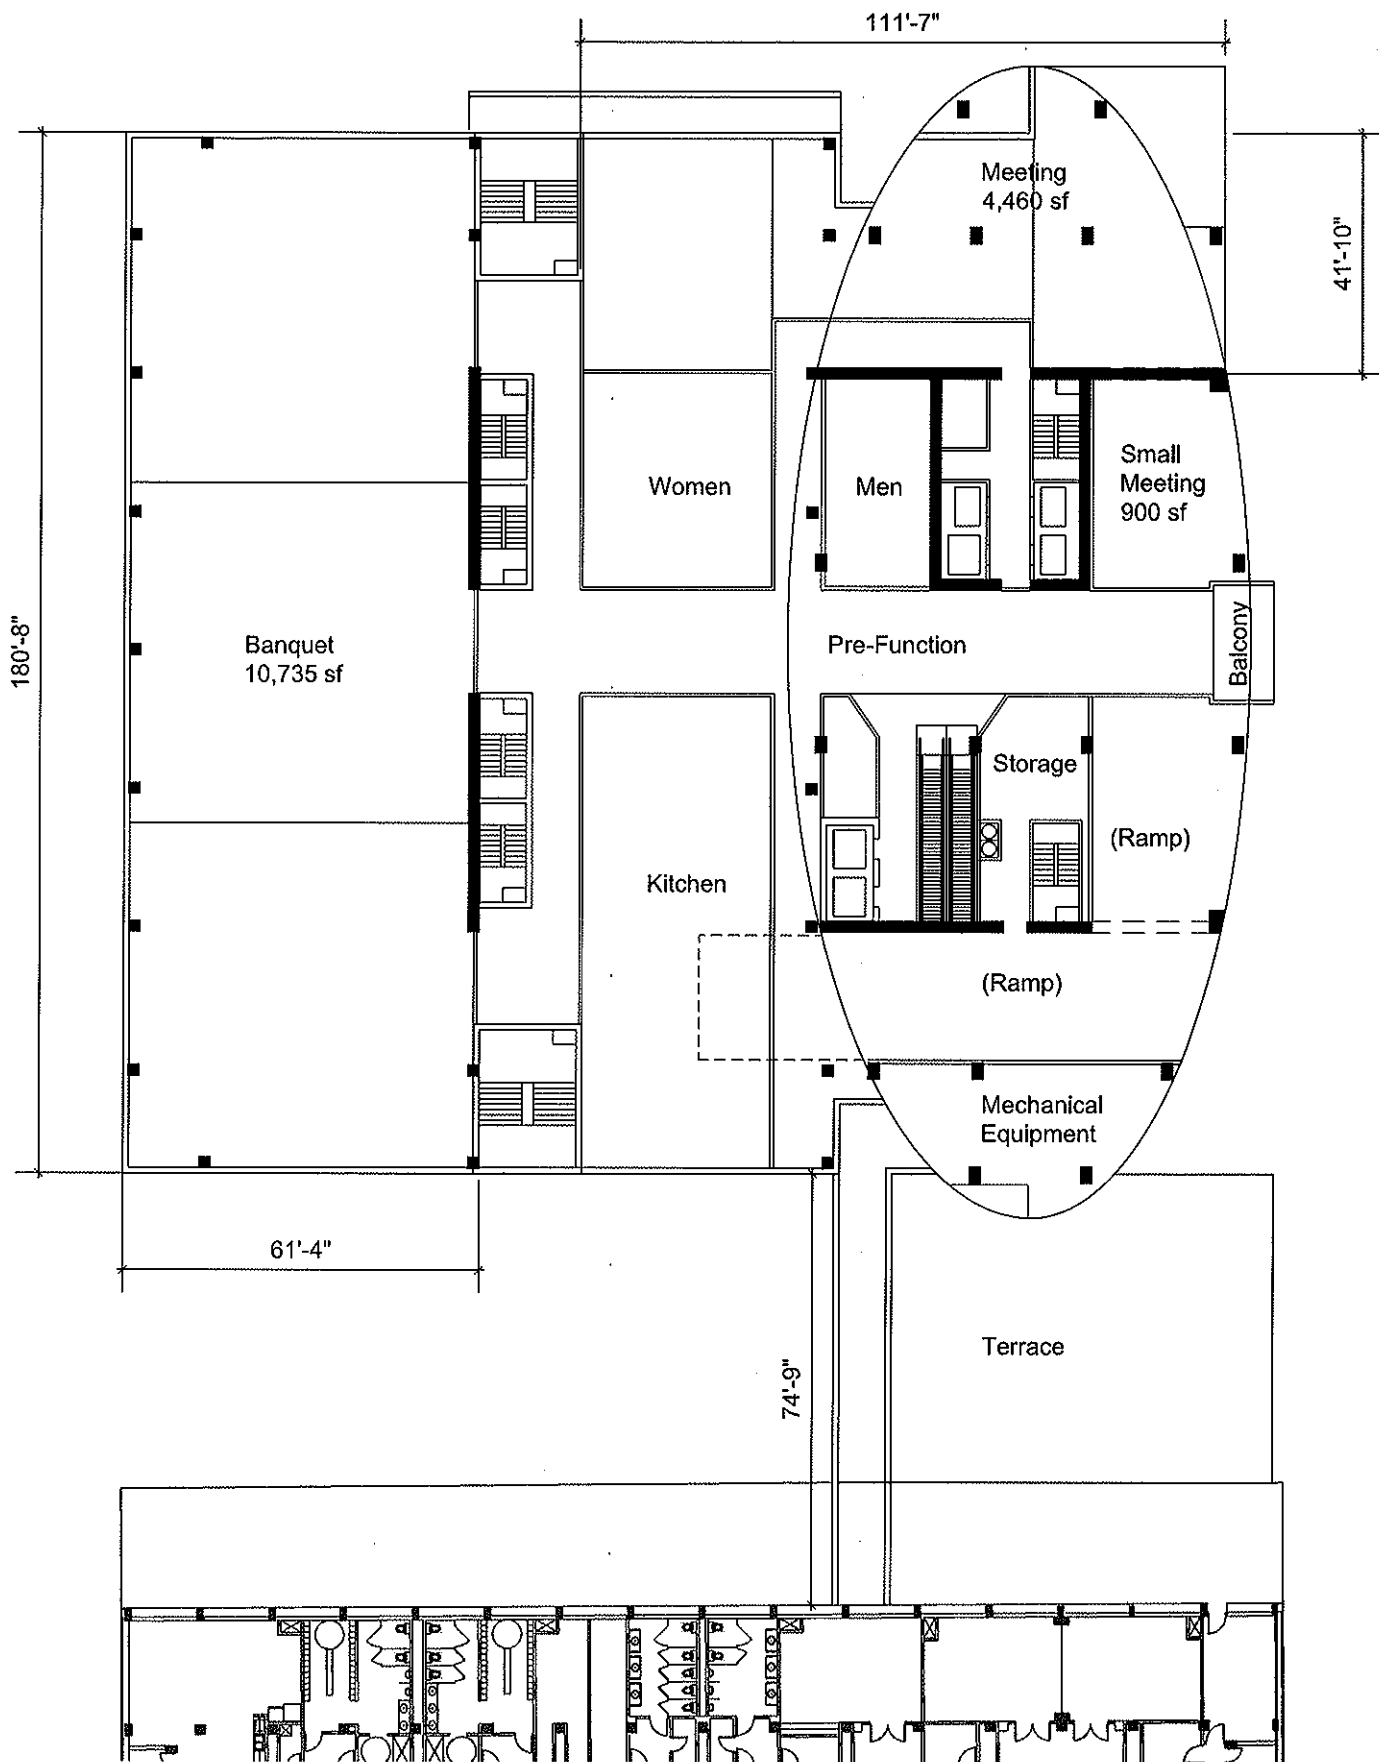 111'-7"
Meeting
4,460 sf
41'-10"
Small
Meeting
900 sf
Women
Men
180'-8"
Banquet
10,735 sf
Pre-Function
Balcony
Storage
(Ramp)
Kitchen
(Ramp)
Mechanical
Equipment
61'-4"
Terrace
74'-9"